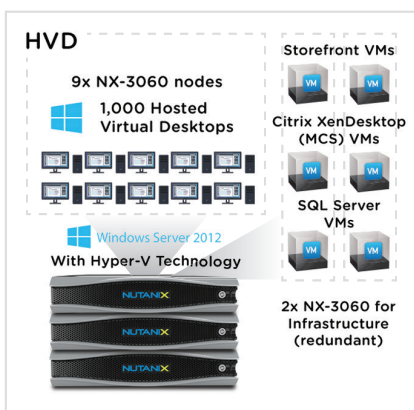 HVD
9x NX-3060 nodes
1,000 Hosted
Virtual Desktops
Windows Server 2012
With Hyper-V Technology
NUTANIX
NUTANIX
NUTANIX
Storefront VMs
VM
VM
Citrix XenDesktop
(MCS) VMs
VM
VM
SQL Server
VMs
VM
VM
2x NX-3060 for
Infrastructure
(redundant)